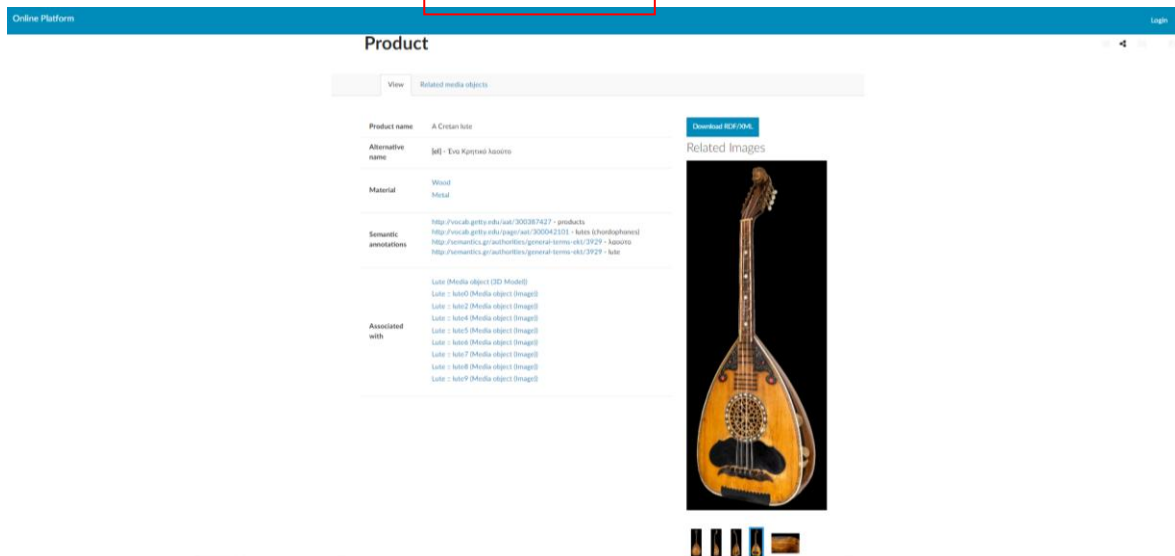 Online Platform
Login
Product
View
Related media objects
Product name
A Cretan lute
Alternative
name
[el] - Ένα Κρητικό λαούτο
Material
Wood
Metal
Semantic
annotations
http://vocab.getty.edu/aat/300387427 - products
http://vocab.getty.edu/page/aat/300042101 - lutes (chordophones)
http://semantics.gr/authorities/general-terms-ekt/3929 - λαούτο
http://semantics.gr/authorities/general-terms-ekt/3929 - lute
Associated
with
Lute (Media object (3D Model))
Lute :: lute0 (Media object (Image))
Lute :: lute2 (Media object (Image))
Lute :: lute4 (Media object (Image))
Lute :: lute5 (Media object (Image))
Lute :: lute6 (Media object (Image))
Lute :: lute7 (Media object (Image))
Lute :: lute8 (Media object (Image))
Lute :: lute9 (Media object (Image))
Download RDF/XML
Related Images